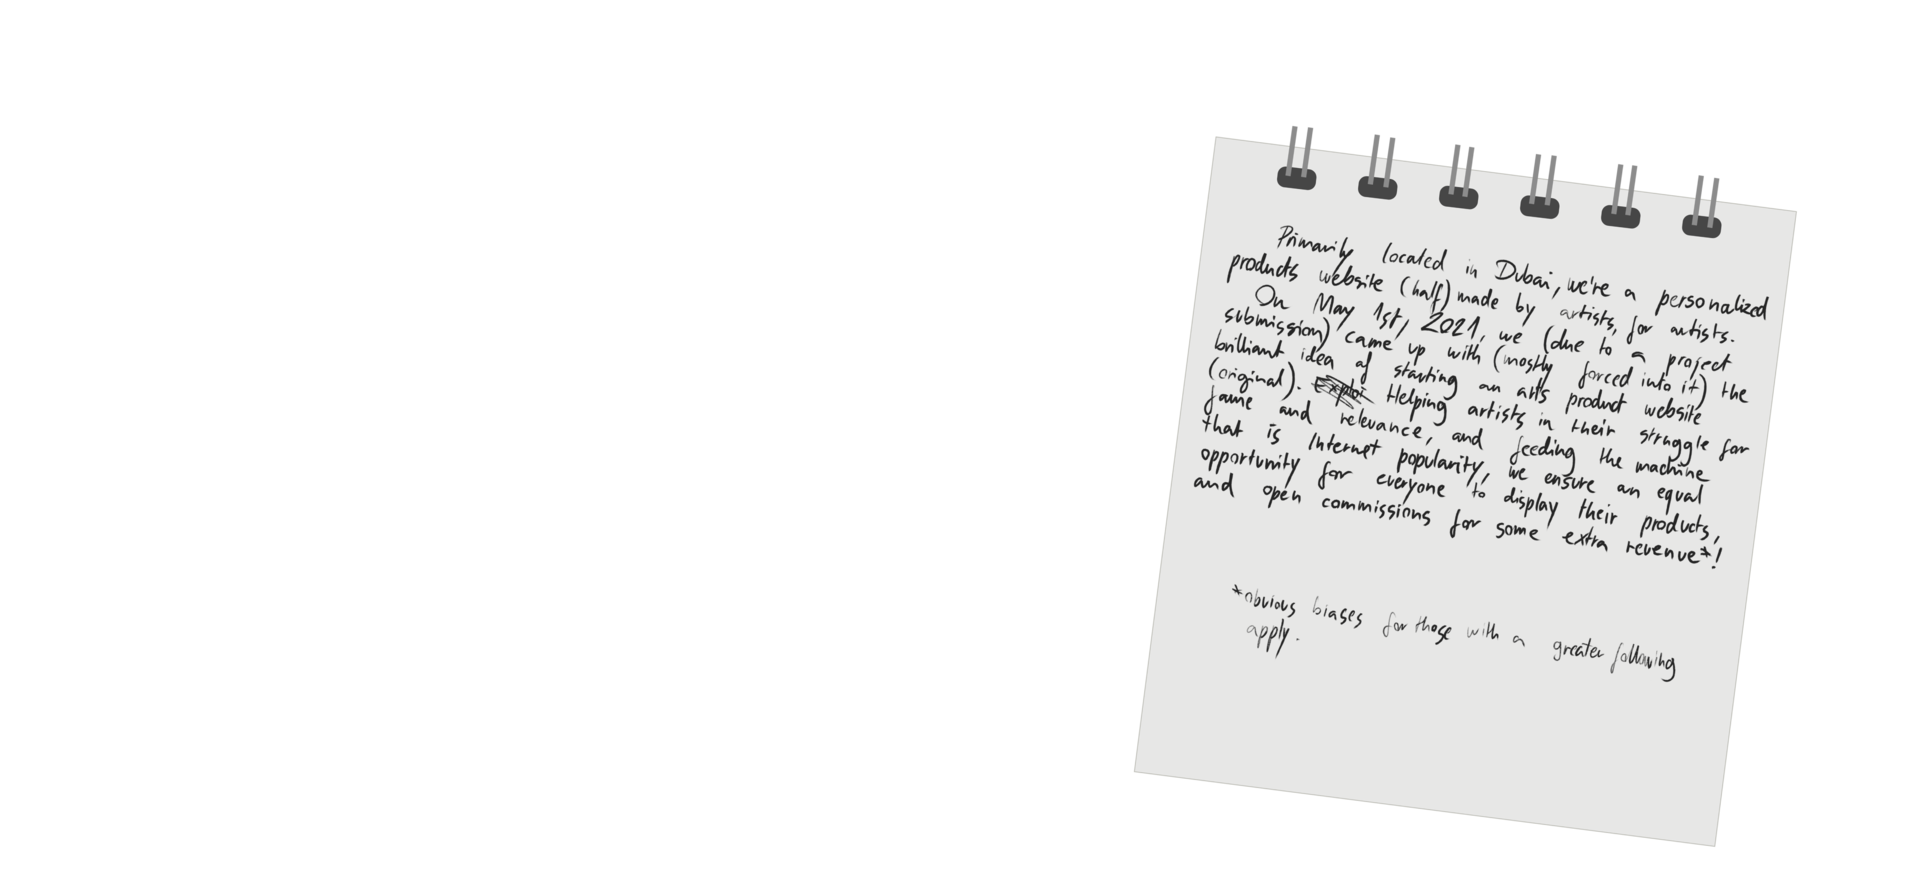 Primarily located in Dubai, we're a personalized
products website (half) made by artists, for artists.
On May 1st, 2021, we (due to a project
submission) came up with (mostly forced into it) the
brilliant idea of starting an arts product website
(original). Exploi Helping artists in their struggle for
fame and relevance, and feeding the machine
that is Internet popularity, we ensure an equal
opportunity for everyone to display their products,
and open commissions for some extra revenue*!
*obvious biases for those with a greater following
apply.